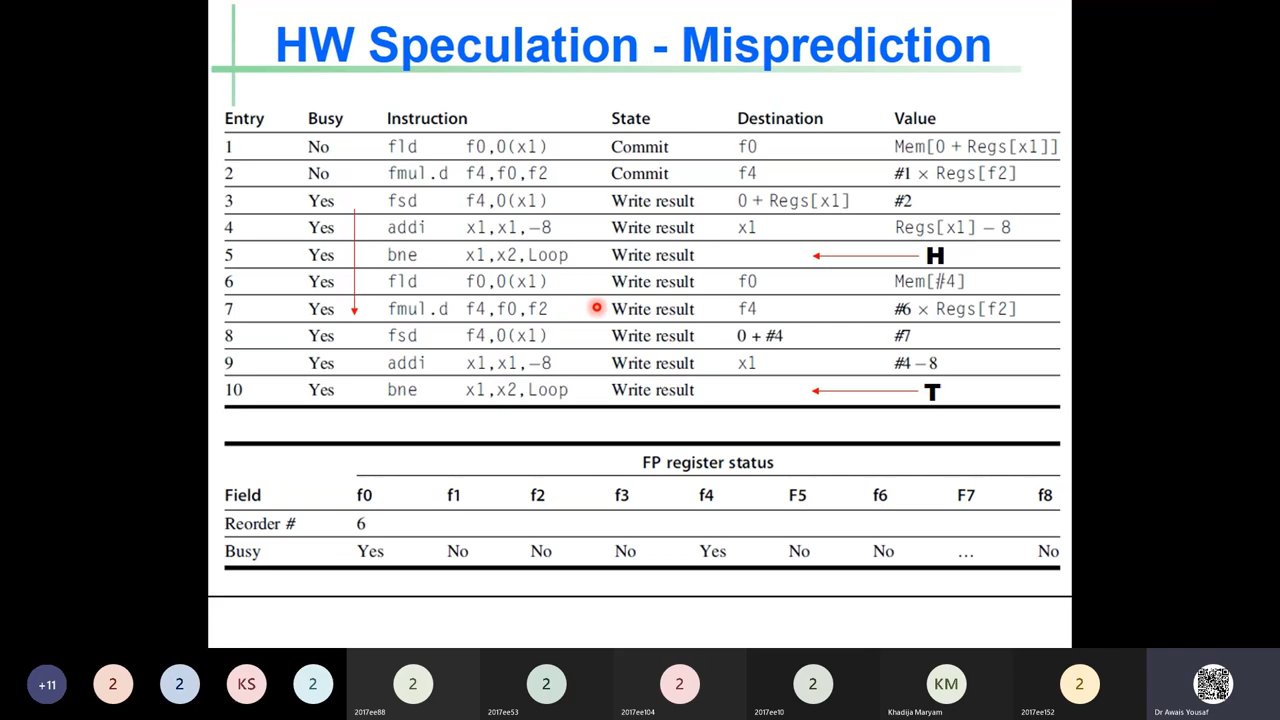 HW Speculation - Misprediction
Entry Busy Instruction State Destination Value
1 No fld f0,0(x1) Commit f0 Mem[0 + Regs[x1]]
2 No fmul.d f4,f0,f2 Commit f4 #1 × Regs[f2]
3 Yes fsd f4,0(x1) Write result 0 + Regs[x1] #2
4 Yes addi x1,x1,−8 Write result x1 Regs[x1] − 8
5 Yes bne x1,x2,Loop Write result H
6 Yes fld f0,0(x1) Write result f0 Mem[#4]
7 Yes fmul.d f4,f0,f2 Write result f4 #6 × Regs[f2]
8 Yes fsd f4,0(x1) Write result 0 + #4 #7
9 Yes addi x1,x1,−8 Write result x1 #4 − 8
10 Yes bne x1,x2,Loop Write result T
FP register status
Field f0 f1 f2 f3 f4 F5 f6 F7 f8
Reorder # 6
Busy Yes No No No Yes No No … No
+11 2 2 KS 2 2 2 2 2 KM 2
2017ee88 2017ee53 2017ee104 2017ee10 Khadija Maryam 2017ee152 Dr Awais Yousaf